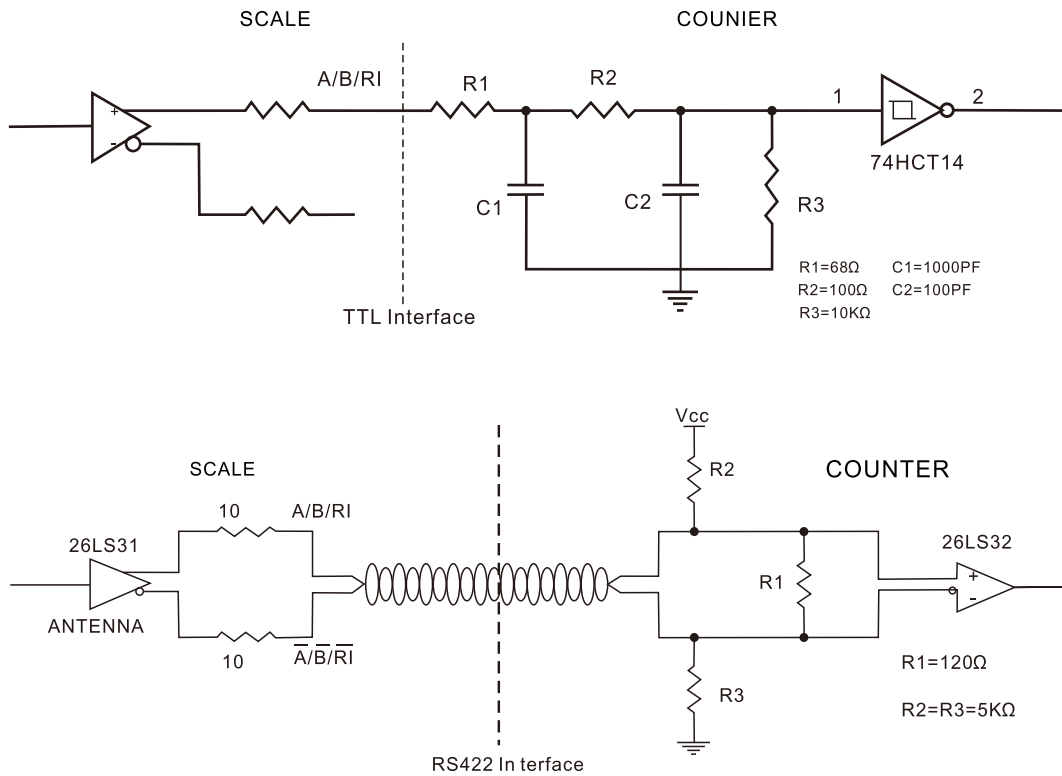 SCALE
COUNIER
A/B/RI
R1
R2
1
2
+
-
74HCT14
C1
C2
R3
R1=68Ω C1=1000PF
R2=100Ω C2=100PF
R3=10KΩ
TTL Interface
Vcc
SCALE
R2
COUNTER
10
A/B/RI
26LS31
26LS32
+
-
R1
ANTENNA
10
A̅/B̅/R̅I̅
R1=120Ω
R3
R2=R3=5KΩ
RS422 In terface